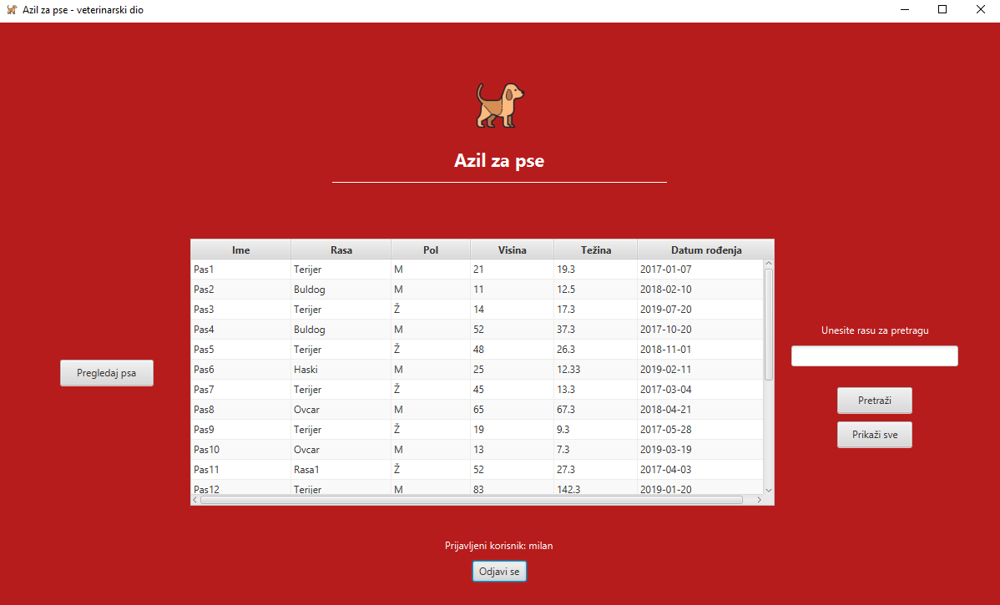 Azil za pse - veterinarski dio
Azil za pse
Ime Rasa Pol Visina Težina Datum rođenja
Pas1 Terijer M 21 19.3 2017-01-07
Pas2 Buldog M 11 12.5 2018-02-10
Pas3 Terijer Ž 14 17.3 2019-07-20
Pas4 Buldog M 52 37.3 2017-10-20
Pas5 Terijer Ž 48 26.3 2018-11-01
Pas6 Haski M 25 12.33 2019-02-11
Pas7 Terijer Ž 45 13.3 2017-03-04
Pas8 Ovcar M 65 67.3 2018-04-21
Pas9 Terijer Ž 19 9.3 2017-05-28
Pas10 Ovcar M 13 7.3 2019-03-19
Pas11 Rasa1 Ž 52 27.3 2017-04-03
Pas12 Terijer M 83 142.3 2019-01-20
Pregledaj psa
Unesite rasu za pretragu
Pretraži
Prikaži sve
Prijavljeni korisnik: milan
Odjavi se